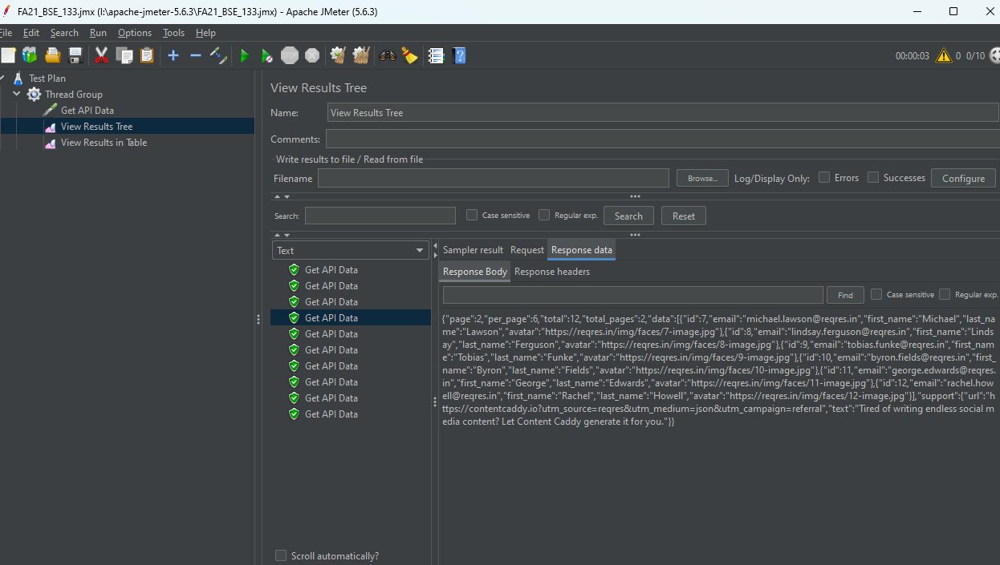 FA21_BSE_133.jmx (I:\apache-jmeter-5.6.3\FA21_BSE_133.jmx) - Apache JMeter (5.6.3)
File Edit Search Run Options Tools Help
STOP
00:00:03 0 0/10
Test Plan
Thread Group
Get API Data
View Results Tree
View Results in Table
View Results Tree
Name: View Results Tree
Comments:
Write results to file / Read from file
Filename Browse... Log/Display Only: Errors Successes Configure
Search: Case sensitive Regular exp. Search Reset
Text
Get API Data
Get API Data
Get API Data
Get API Data
Get API Data
Get API Data
Get API Data
Get API Data
Get API Data
Get API Data
Scroll automatically?
Sampler result Request Response data
Response Body Response headers
Find Case sensitive Regular exp.
{"page":2,"per_page":6,"total":12,"total_pages":2,"data":[{"id":7,"email":"michael.lawson@reqres.in","first_name":"Michael","last_na
me":"Lawson","avatar":"https://reqres.in/img/faces/7-image.jpg"},{"id":8,"email":"lindsay.ferguson@reqres.in","first_name":"Linds
ay","last_name":"Ferguson","avatar":"https://reqres.in/img/faces/8-image.jpg"},{"id":9,"email":"tobias.funke@reqres.in","first_nam
e":"Tobias","last_name":"Funke","avatar":"https://reqres.in/img/faces/9-image.jpg"},{"id":10,"email":"byron.fields@reqres.in","first_
name":"Byron","last_name":"Fields","avatar":"https://reqres.in/img/faces/10-image.jpg"},{"id":11,"email":"george.edwards@reqres.
in","first_name":"George","last_name":"Edwards","avatar":"https://reqres.in/img/faces/11-image.jpg"},{"id":12,"email":"rachel.how
ell@reqres.in","first_name":"Rachel","last_name":"Howell","avatar":"https://reqres.in/img/faces/12-image.jpg"}],"support":{"url":"h
ttps://contentcaddy.io?utm_source=reqres&utm_medium=json&utm_campaign=referral","text":"Tired of writing endless social m
edia content? Let Content Caddy generate it for you."}}